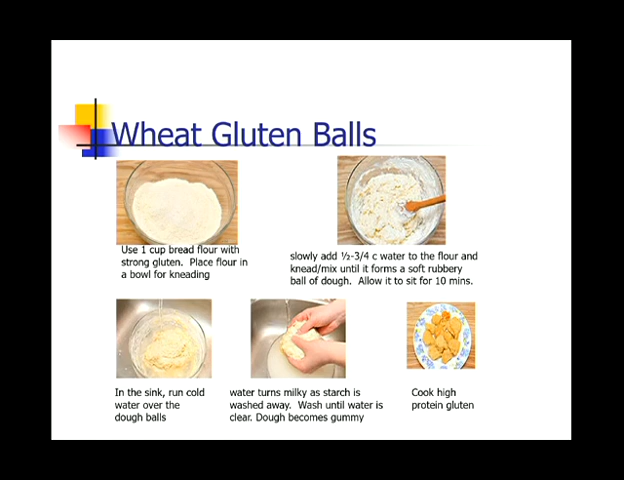 Wheat Gluten Balls
Use 1 cup bread flour with
strong gluten.  Place flour in
a bowl for kneading
slowly add ½-3/4 c water to the flour and
knead/mix until it forms a soft rubbery
ball of dough.  Allow it to sit for 10 mins.
In the sink, run cold
water over the
dough balls
water turns milky as starch is
washed away.  Wash until water is
clear. Dough becomes gummy
Cook high
protein gluten